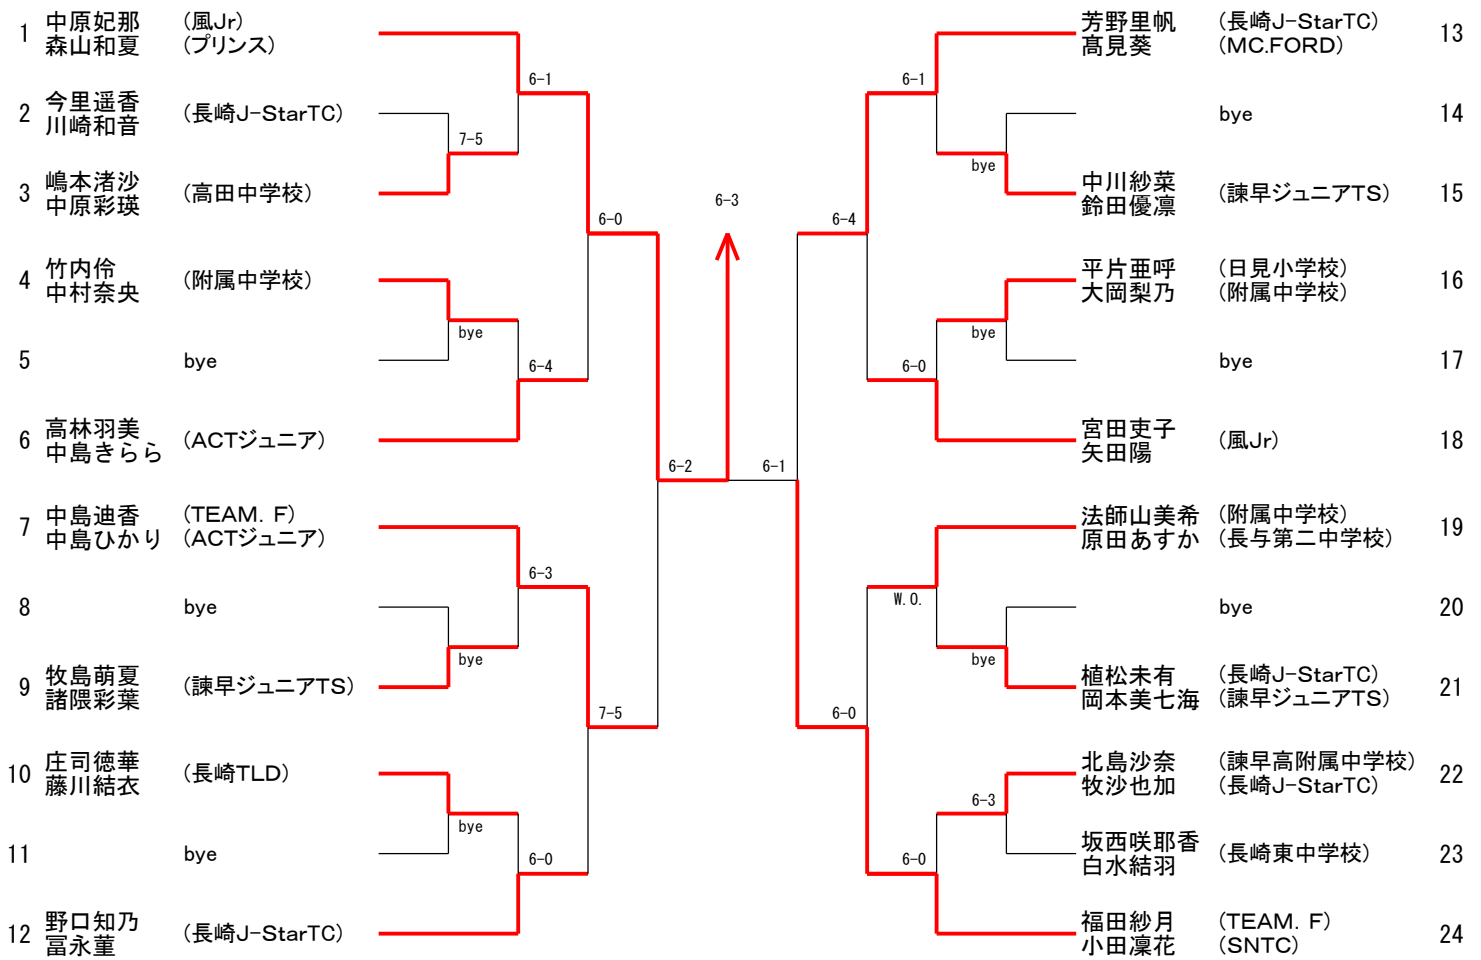 1 中原妃那 (風Jr)
森山和夏 (プリンス)
6-1
2 今里遥香 (長崎J-StarTC)
川崎和音
7-5
3 嶋本渚沙 (高田中学校)
中原彩瑛
6-0
4 竹内伶 (附属中学校)
中村奈央
bye
5 bye
6-4
6 高林羽美 (ACTジュニア)
中島きらら
6-2
7 中島迪香 (TEAM. F)
中島ひかり (ACTジュニア)
6-3
8 bye
bye
9 牧島萌夏 (諫早ジュニアTS)
諸隈彩葉
7-5
10 庄司徳華 (長崎TLD)
藤川結衣
bye
11 bye
6-0
12 野口知乃 (長崎J-StarTC)
冨永菫
6-3
芳野里帆 (長崎J-StarTC) 13
髙見葵 (MC.FORD)
6-1
bye 14
bye
中川紗菜 (諫早ジュニアTS) 15
鈴田優凛
6-4
平片亜呼 (日見小学校) 16
大岡梨乃 (附属中学校)
bye
bye 17
6-0
宮田吏子 (風Jr) 18
矢田陽
6-1
法師山美希 (附属中学校) 19
原田あすか (長与第二中学校)
W.O.
bye 20
bye
植松未有 (長崎J-StarTC) 21
岡本美七海 (諫早ジュニアTS)
6-0
北島沙奈 (諫早高附属中学校) 22
牧沙也加 (長崎J-StarTC)
6-3
坂西咲耶香 (長崎東中学校) 23
白水結羽
6-0
福田紗月 (TEAM. F) 24
小田凜花 (SNTC)